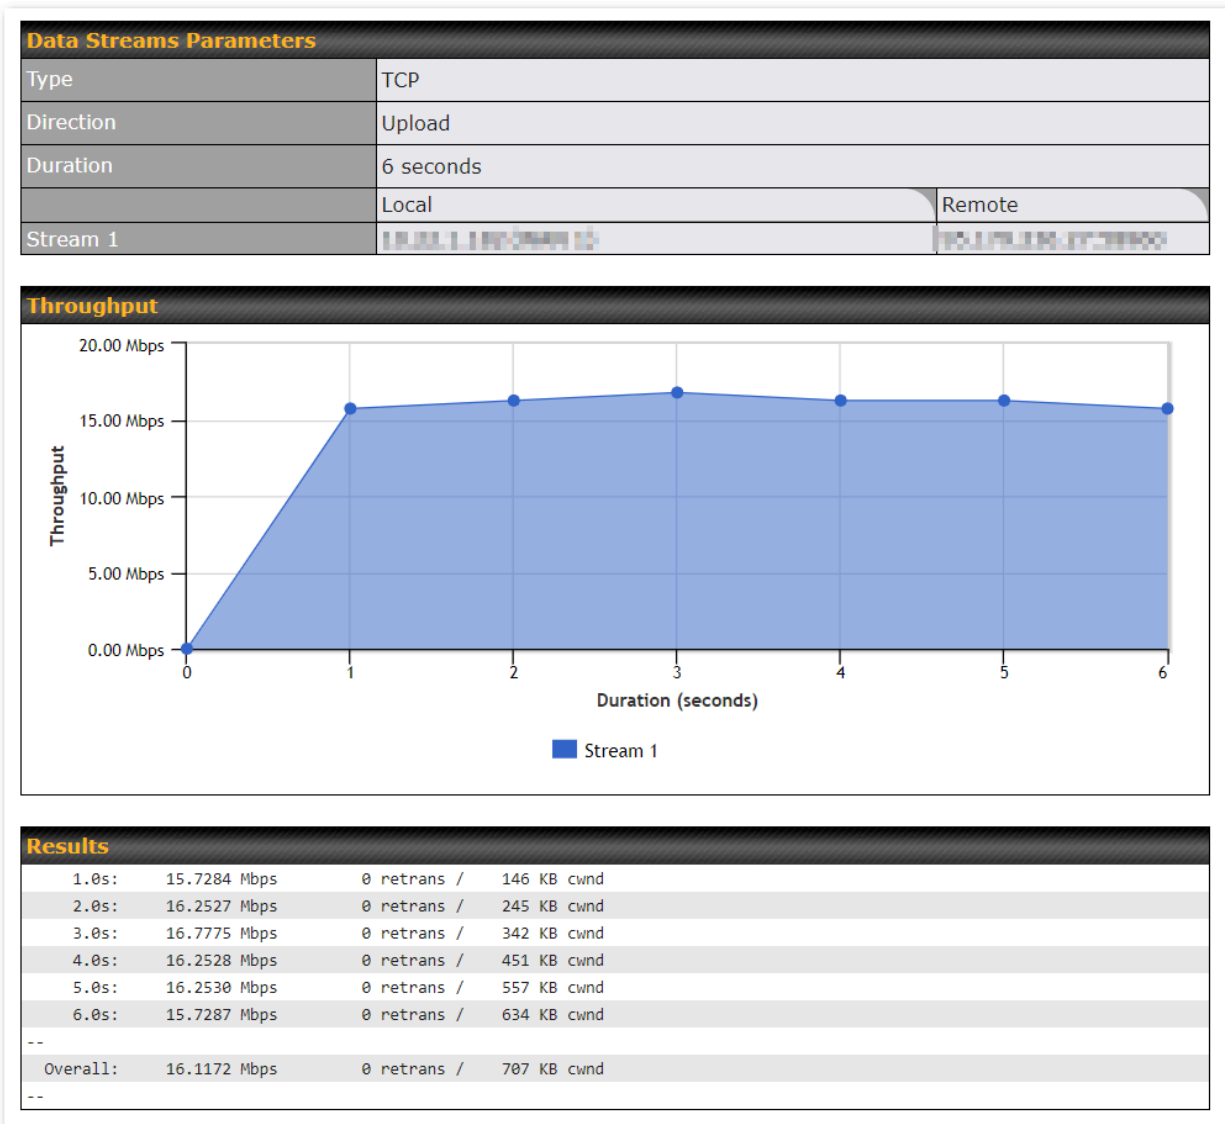 Data Streams Parameters
Type TCP
Direction Upload
Duration 6 seconds
Local Remote
Stream 1
Throughput
20.00 Mbps
15.00 Mbps
10.00 Mbps
5.00 Mbps
0.00 Mbps
Throughput
0 1 2 3 4 5 6
Duration (seconds)
Stream 1
Results
1.0s: 15.7284 Mbps 0 retrans / 146 KB cwnd
2.0s: 16.2527 Mbps 0 retrans / 245 KB cwnd
3.0s: 16.7775 Mbps 0 retrans / 342 KB cwnd
4.0s: 16.2528 Mbps 0 retrans / 451 KB cwnd
5.0s: 16.2530 Mbps 0 retrans / 557 KB cwnd
6.0s: 15.7287 Mbps 0 retrans / 634 KB cwnd
--
Overall: 16.1172 Mbps 0 retrans / 707 KB cwnd
--